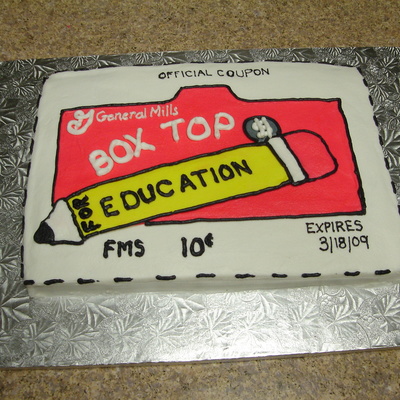 OFFICIAL COUPON
G General Mills
BOX TOP
FOR EDUCATION
FMS 10¢
EXPIRES
3/18/09